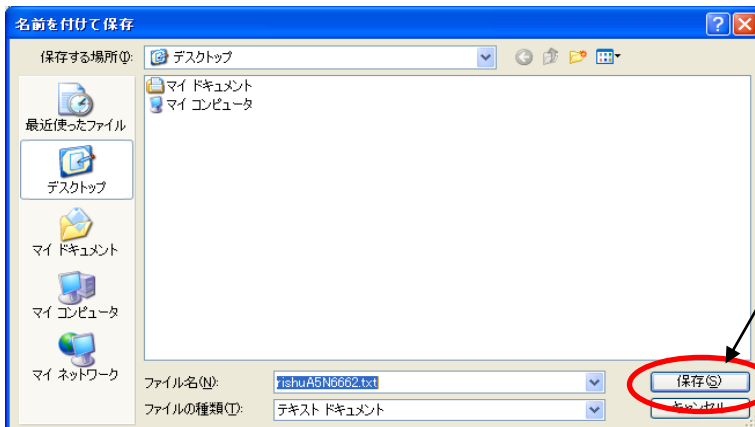 名前を付けて保存
保存する場所(I):
デスクトップ
マイ ドキュメント
マイ コンピュータ
最近使ったファイル
デスクトップ
マイ ドキュメント
マイ コンピュータ
マイ ネットワーク
ファイル名(N):
rishuA5N6662.txt
保存(S)
ファイルの種類(T):
テキスト ドキュメント
キャンセル